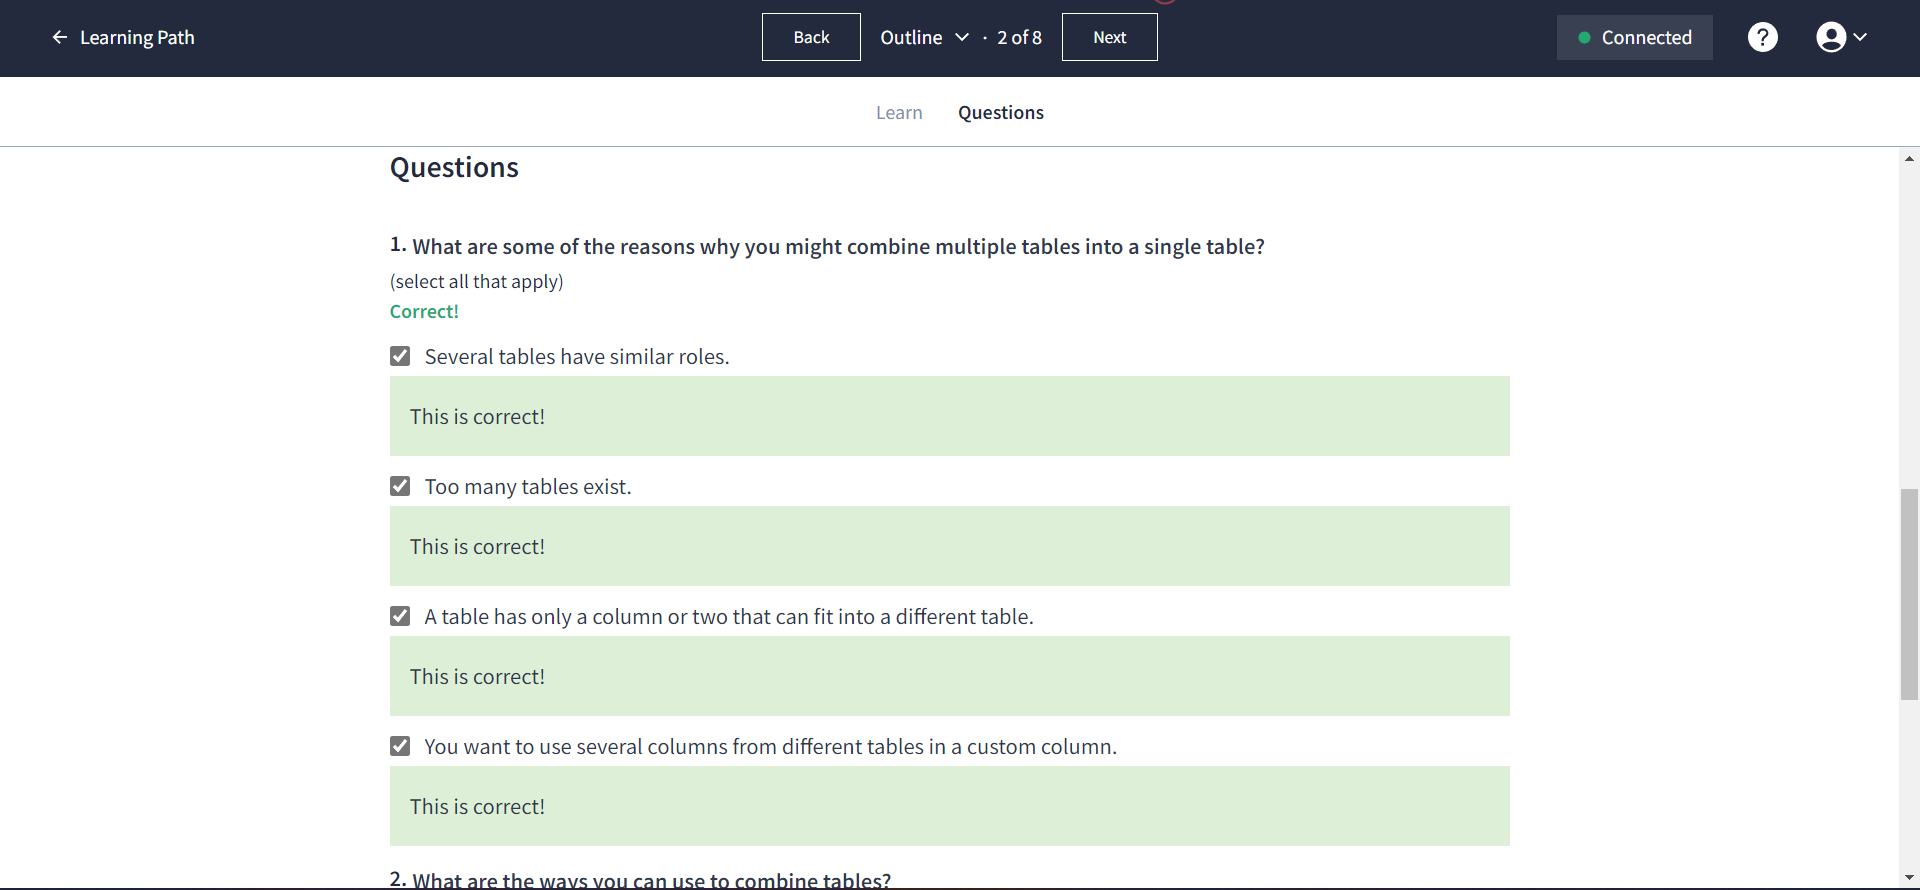 Learning Path
Back
Outline · 2 of 8
Next
Connected
?
Learn
Questions
Questions
1. What are some of the reasons why you might combine multiple tables into a single table?
(select all that apply)
Correct!
Several tables have similar roles.
This is correct!
Too many tables exist.
This is correct!
A table has only a column or two that can fit into a different table.
This is correct!
You want to use several columns from different tables in a custom column.
This is correct!
2. What are the ways you can use to combine tables?